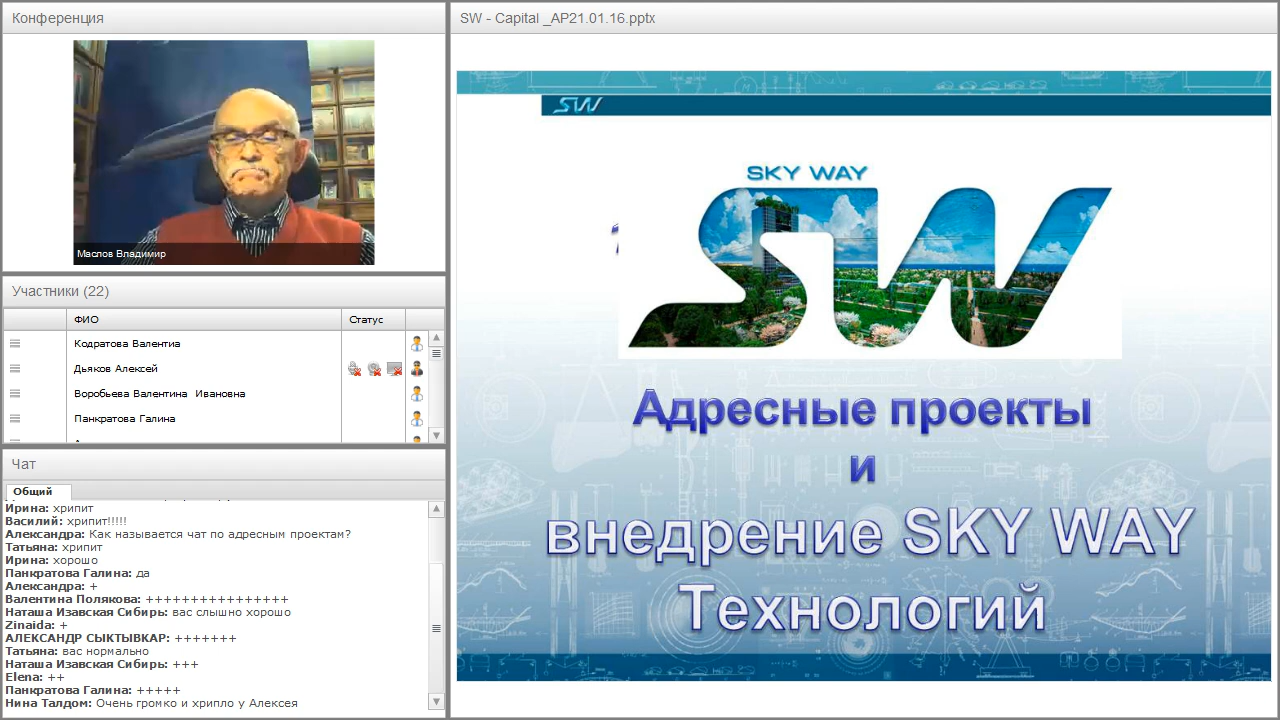 Конференция
Маслов Владимир
Участники (22)
ФИО Статус
Кодратова Валентиа
Дьяков Алексей
Воробьева Валентина Ивановна
Панкратова Галина
Чат
Общий
Ирина: хрипит
Василий: хрипит!!!!!
Александра: Как называется чат по адресным проектам?
Татьяна: хрипит
Ирина: хорошо
Панкратова Галина: да
Александра: +
Валентина Полякова: ++++++++++++++++
Наташа Изавская Сибирь: вас слышно хорошо
Zinaida: +
АЛЕКСАНДР СЫКТЫВКАР: +++++++
Татьяна: вас нормально
Наташа Изавская Сибирь: +++
Elena: ++
Панкратова Галина: +++++
Нина Талдом: Очень громко и хрипло у Алексея
SW - Capital _AP21.01.16.pptx
SW
SKY WAY
SW
Адресные проекты
и
внедрение SKY WAY
Технологий